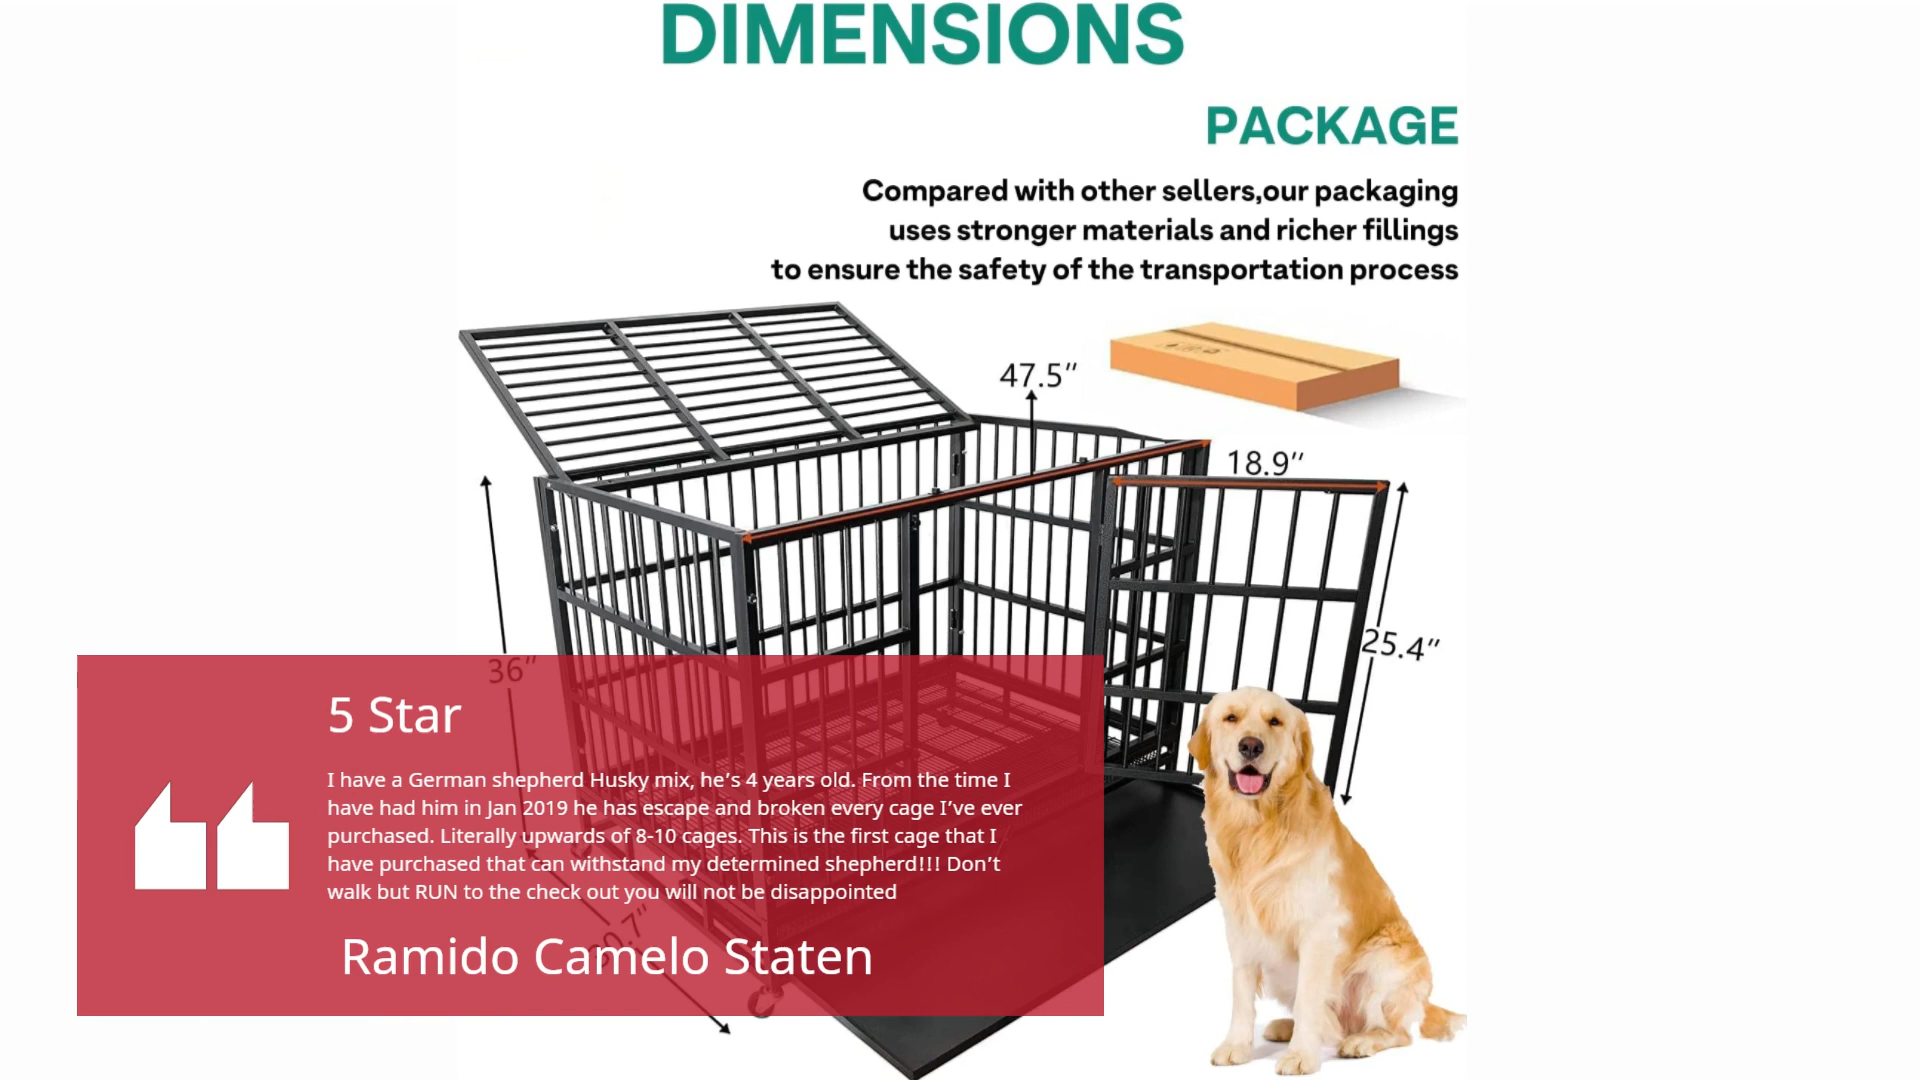 DIMENSIONS
PACKAGE
Compared with other sellers,our packaging
uses stronger materials and richer fillings
to ensure the safety of the transportation process
47.5″
18.9″
25.4″
36″
5 Star
I have a German shepherd Husky mix, he’s 4 years old. From the time I
have had him in Jan 2019 he has escape and broken every cage I’ve ever
purchased. Literally upwards of 8-10 cages. This is the first cage that I
have purchased that can withstand my determined shepherd!!! Don’t
walk but RUN to the check out you will not be disappointed
Ramido Camelo Staten